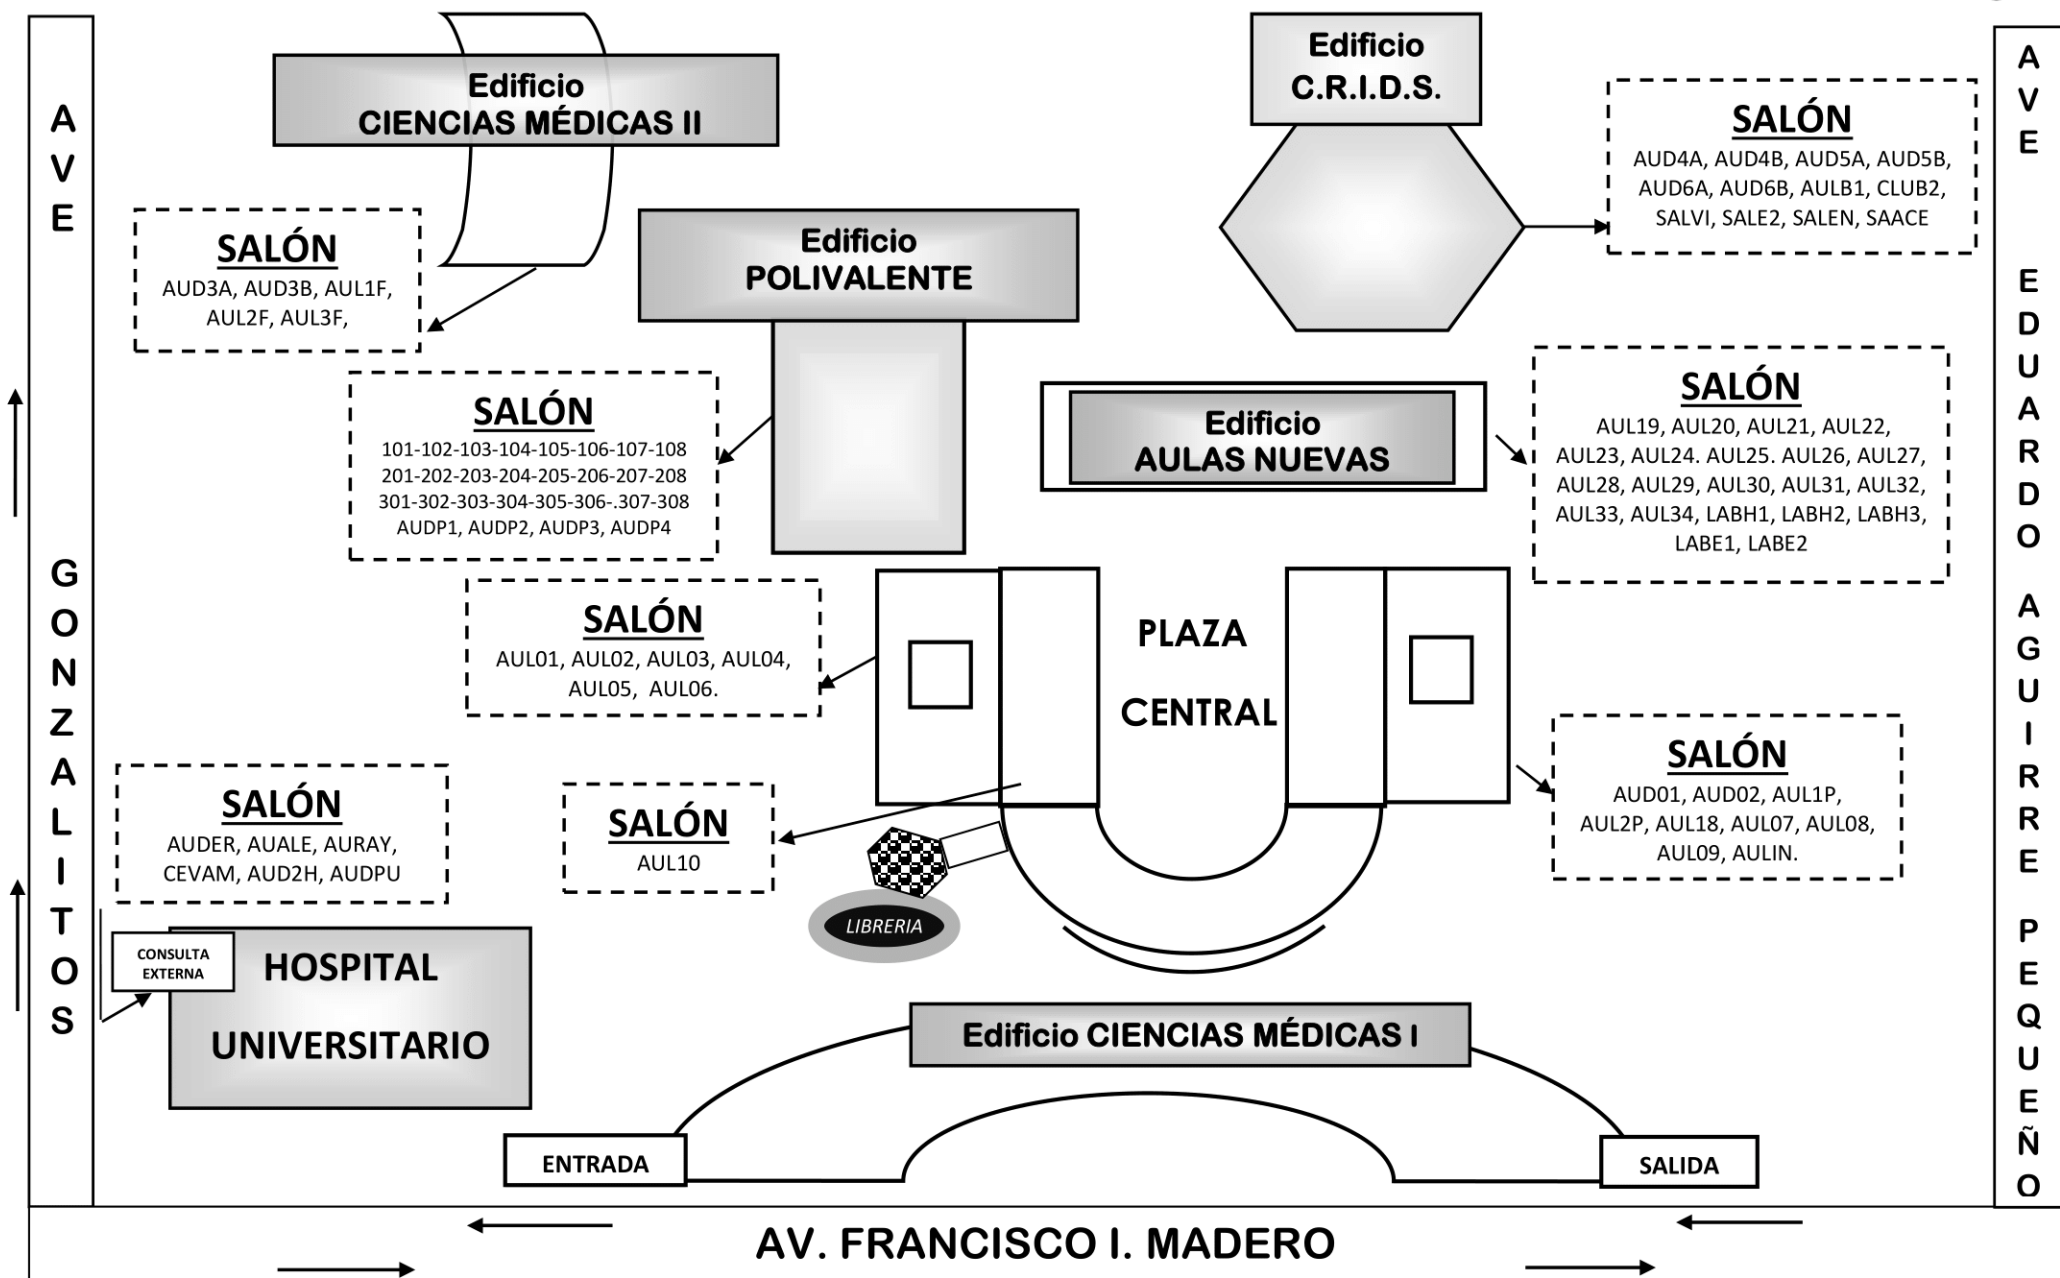 AVE GONZALITOS
Edificio
CIENCIAS MÉDICAS II
SALÓN
AUD3A, AUD3B, AUL1F,
AUL2F, AUL3F,
Edificio
C.R.I.D.S.
SALÓN
AUD4A, AUD4B, AUD5A, AUD5B,
AUD6A, AUD6B, AULB1, CLUB2,
SALVI, SALE2, SALEN, SAACE
AVE EDUARDO AGUIRRE PEQUEÑO
Edificio
POLIVALENTE
SALÓN
101-102-103-104-105-106-107-108
201-202-203-204-205-206-207-208
301-302-303-304-305-306-.307-308
AUDP1, AUDP2, AUDP3, AUDP4
Edificio
AULAS NUEVAS
SALÓN
AUL19, AUL20, AUL21, AUL22,
AUL23, AUL24. AUL25. AUL26, AUL27,
AUL28, AUL29, AUL30, AUL31, AUL32,
AUL33, AUL34, LABH1, LABH2, LABH3,
LABE1, LABE2
SALÓN
AUL01, AUL02, AUL03, AUL04,
AUL05, AUL06.
PLAZA
CENTRAL
SALÓN
AUD01, AUD02, AUL1P,
AUL2P, AUL18, AUL07, AUL08,
AUL09, AULIN.
SALÓN
AUDER, AUALE, AURAY,
CEVAM, AUD2H, AUDPU
SALÓN
AUL10
LIBRERIA
CONSULTA
EXTERNA
HOSPITAL
UNIVERSITARIO
Edificio CIENCIAS MÉDICAS I
ENTRADA
SALIDA
AV. FRANCISCO I. MADERO